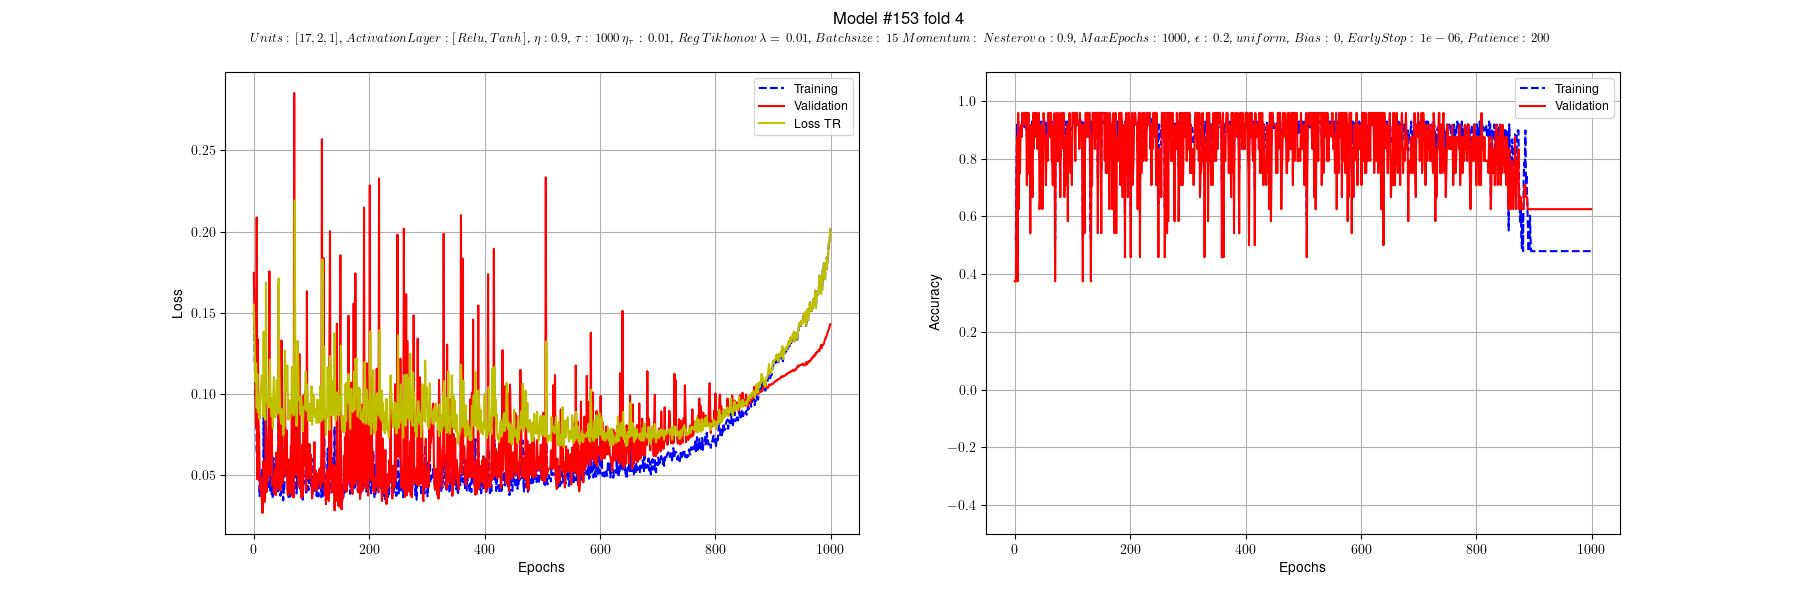 Model #153 fold 4
Units : [17, 2, 1], ActivationLayer : [Relu, Tanh], η : 0.9, τ : 1000 η_τ : 0.01, Reg Tikhonov λ = 0.01, Batchsize : 15 Momentum : Nesterov α : 0.9, MaxEpochs : 1000, ϵ : 0.2, uniform, Bias : 0, EarlyStop : 1e − 06, Patience : 200
Training
Validation
Loss TR
0.25
0.20
0.15
0.10
0.05
Loss
0 200 400 600 800 1000
Epochs
Training
Validation
1.0
0.8
0.6
0.4
0.2
0.0
−0.2
−0.4
Accuracy
0 200 400 600 800 1000
Epochs